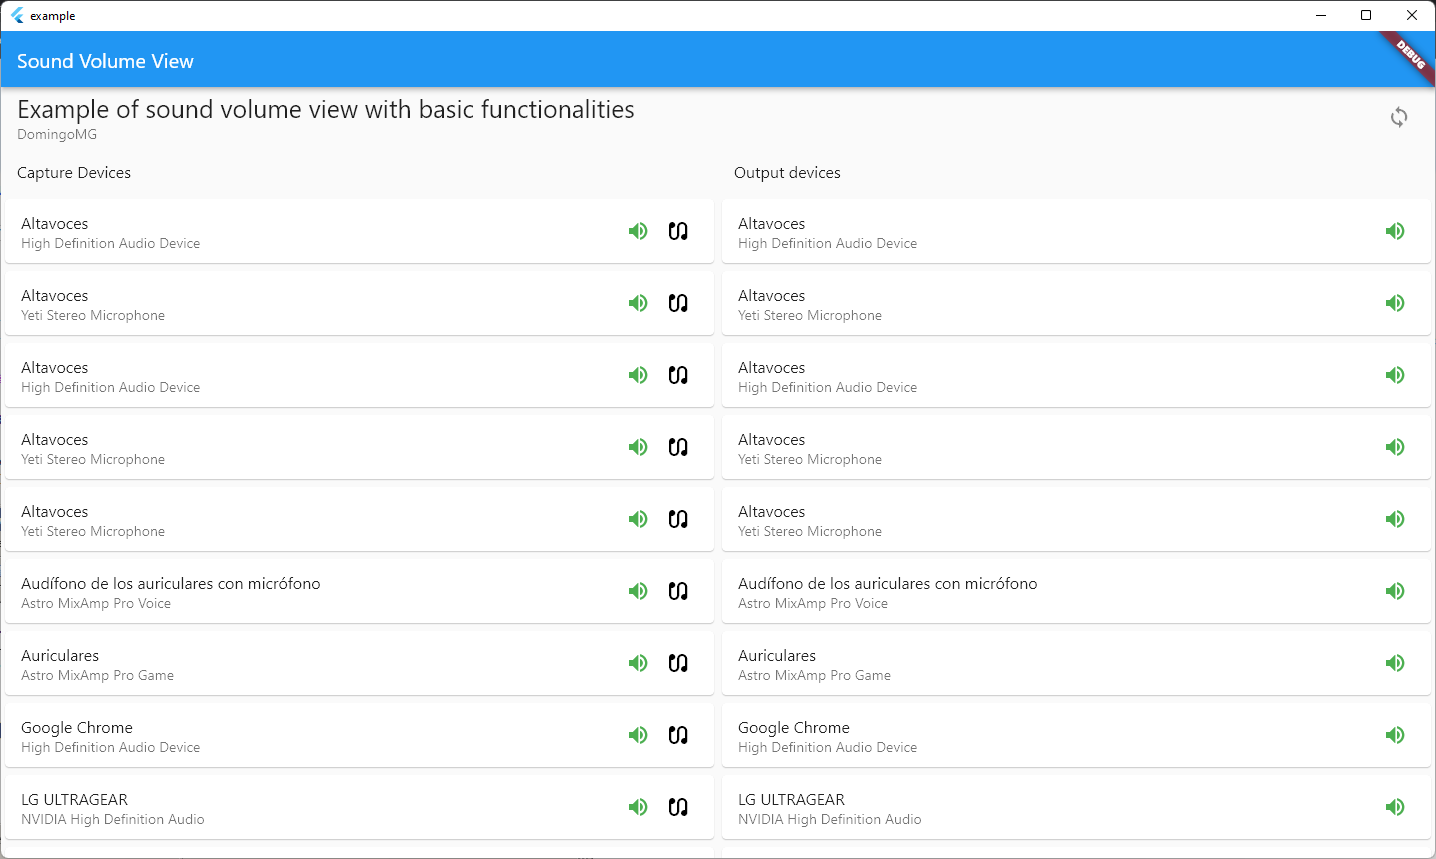 example
Sound Volume View
DEBUG
Example of sound volume view with basic functionalities
DomingoMG
Capture Devices
Altavoces
High Definition Audio Device
Altavoces
Yeti Stereo Microphone
Altavoces
High Definition Audio Device
Altavoces
Yeti Stereo Microphone
Altavoces
Yeti Stereo Microphone
Audífono de los auriculares con micrófono
Astro MixAmp Pro Voice
Auriculares
Astro MixAmp Pro Game
Google Chrome
High Definition Audio Device
LG ULTRAGEAR
NVIDIA High Definition Audio
Output devices
Altavoces
High Definition Audio Device
Altavoces
Yeti Stereo Microphone
Altavoces
High Definition Audio Device
Altavoces
Yeti Stereo Microphone
Altavoces
Yeti Stereo Microphone
Audífono de los auriculares con micrófono
Astro MixAmp Pro Voice
Auriculares
Astro MixAmp Pro Game
Google Chrome
High Definition Audio Device
LG ULTRAGEAR
NVIDIA High Definition Audio